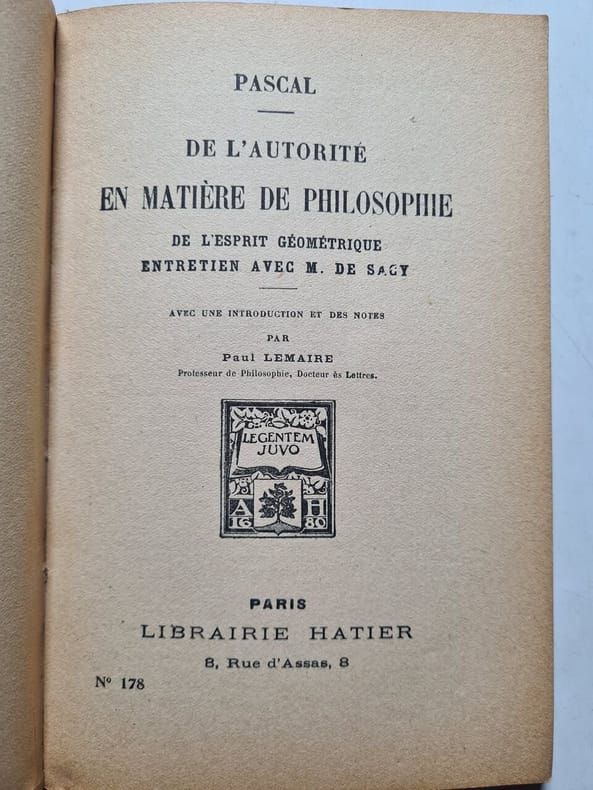 PASCAL
DE L'AUTORITÉ
EN MATIÈRE DE PHILOSOPHIE
DE L'ESPRIT GÉOMÉTRIQUE
ENTRETIEN AVEC M. DE SACY
AVEC UNE INTRODUCTION ET DES NOTES
PAR
Paul LEMAIRE
Professeur de Philosophie, Docteur ès Lettres.
LEGENTEM
JUVO
A H
16 80
PARIS
LIBRAIRIE HATIER
8, Rue d'Assas, 8
Nº 178